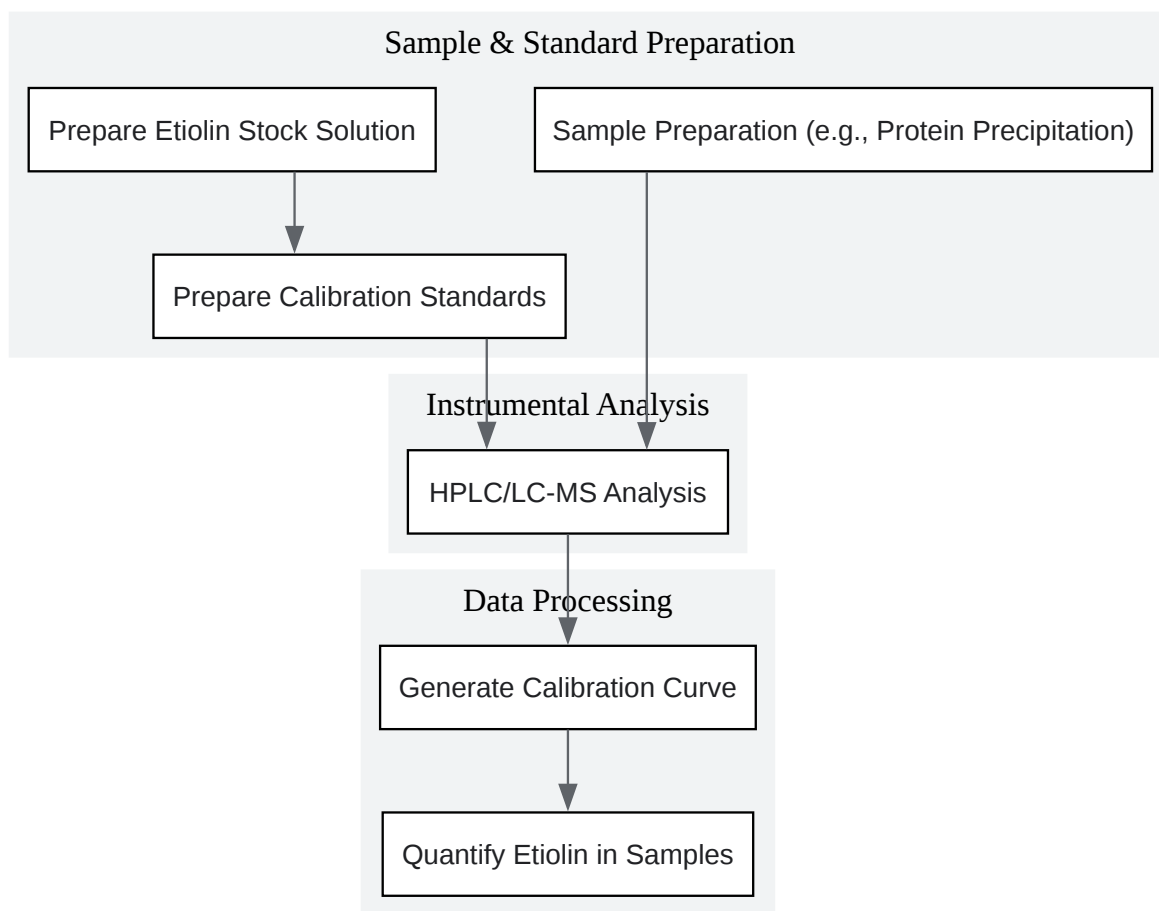 Sample & Standard Preparation
Prepare Etiolin Stock Solution
Sample Preparation (e.g., Protein Precipitation)
Prepare Calibration Standards
Instrumental Analysis
HPLC/LC-MS Analysis
Data Processing
Generate Calibration Curve
Quantify Etiolin in Samples